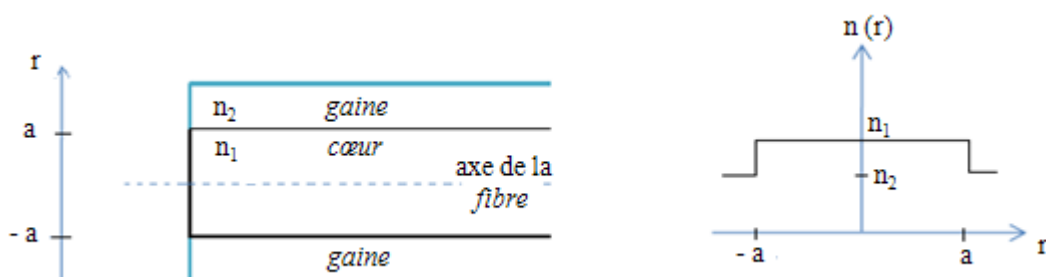 r
a
- a
n₂ gaine
n₁ cœur
axe de la
fibre
gaine
n (r)
n₁
n₂
- a
a
r